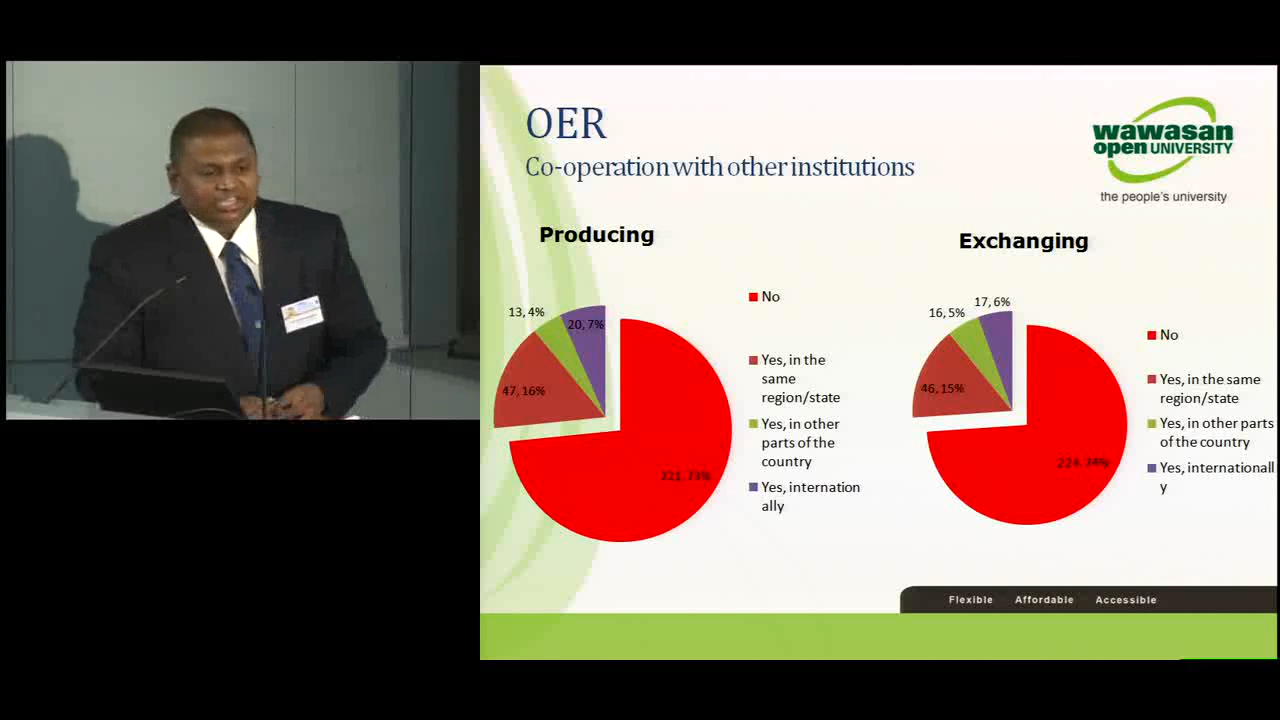 OER
Co-operation with other institutions
wawasan
open UNIVERSITY
the people's university
Producing
13, 4%
20, 7%
47, 16%
221, 73%
No
Yes, in the
same
region/state
Yes, in other
parts of the
country
Yes, internation
ally
Exchanging
17, 6%
16, 5%
46, 15%
224, 74%
No
Yes, in the same
region/state
Yes, in other parts
of the country
Yes, internationall
y
Flexible Affordable Accessible